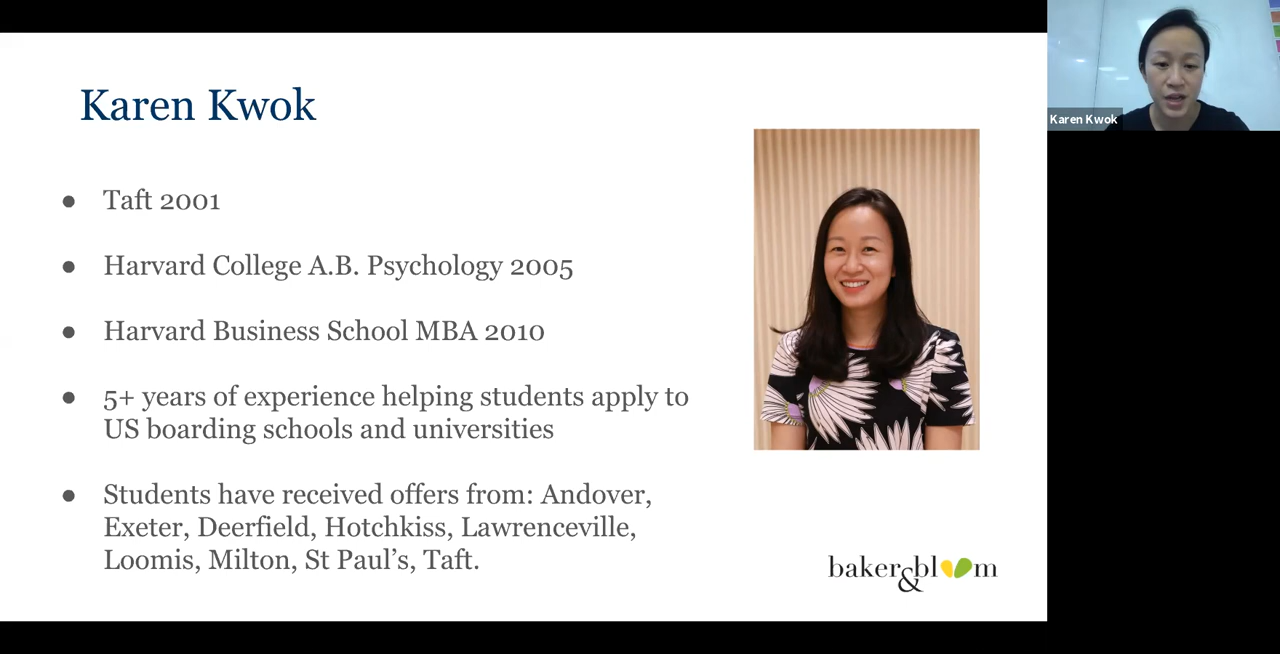 Karen Kwok
● Taft 2001
● Harvard College A.B. Psychology 2005
● Harvard Business School MBA 2010
● 5+ years of experience helping students apply to
US boarding schools and universities
● Students have received offers from: Andover,
Exeter, Deerfield, Hotchkiss, Lawrenceville,
Loomis, Milton, St Paul’s, Taft.
baker&bloom
Karen Kwok